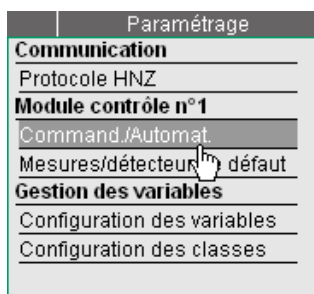 Paramétrage
Communication
Protocole HNZ
Module contrôle n°1
Command./Automat.
Mesures/détecteur défaut
Gestion des variables
Configuration des variables
Configuration des classes